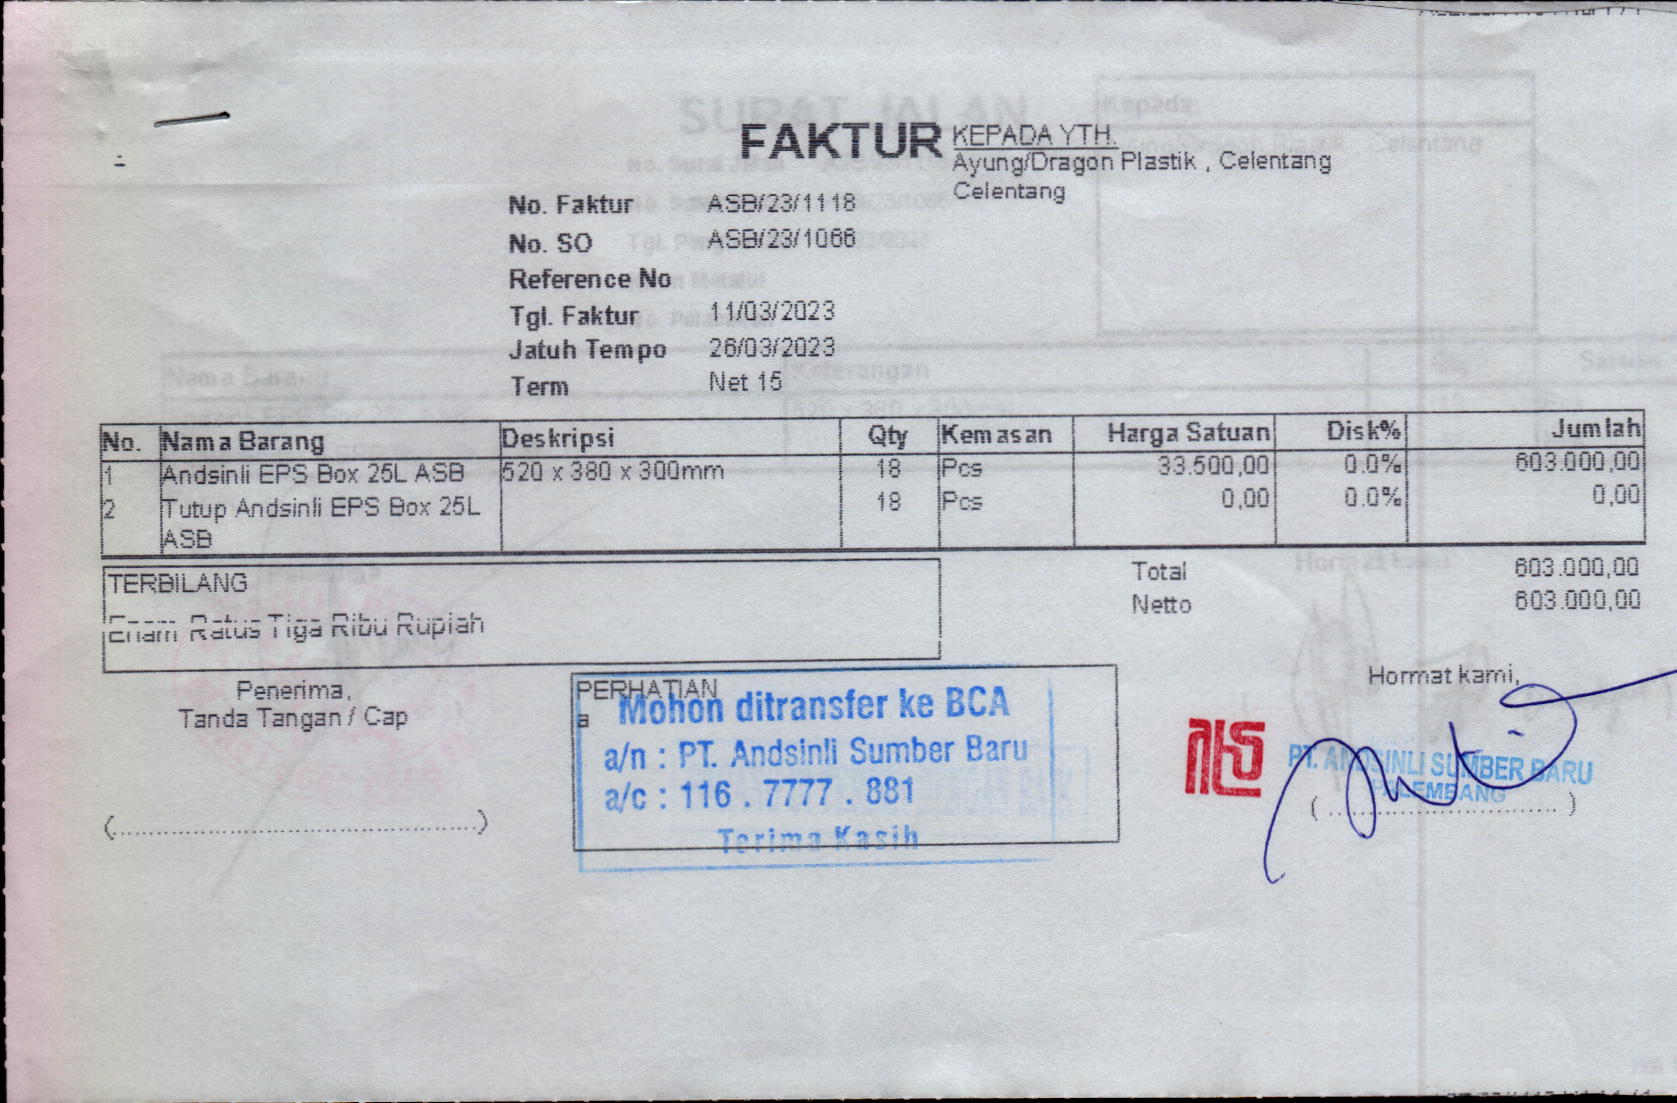 FAKTUR
KEPADA YTH.
Ayung/Dragon Plastik , Celentang
Celentang
No. Faktur ASB/23/1118
No. SO ASB/23/1066
Reference No
Tgl. Faktur 11/03/2023
Jatuh Tempo 26/03/2023
Term Net 15
No. Nama Barang Deskripsi Qty Kemasan Harga Satuan Disk% Jumlah
1 Andsinli EPS Box 25L ASB 520 x 380 x 300mm 18 Pcs 33.500,00 0.0% 603.000,00
2 Tutup Andsinli EPS Box 25L 18 Pcs 0,00 0.0% 0,00
ASB
TERBILANG
Enam Ratus Tiga Ribu Rupiah
Total 603.000,00
Netto 603.000,00
Penerima,
Tanda Tangan / Cap
(..................................................)
PERHATIAN
a
Mohon ditransfer ke BCA
a/n : PT. Andsinli Sumber Baru
a/c : 116 . 7777 . 881
Terima Kasih
Hormat kami,
PT. ANDSINLI SUMBER BARU
PALEMBANG
( .................................. )